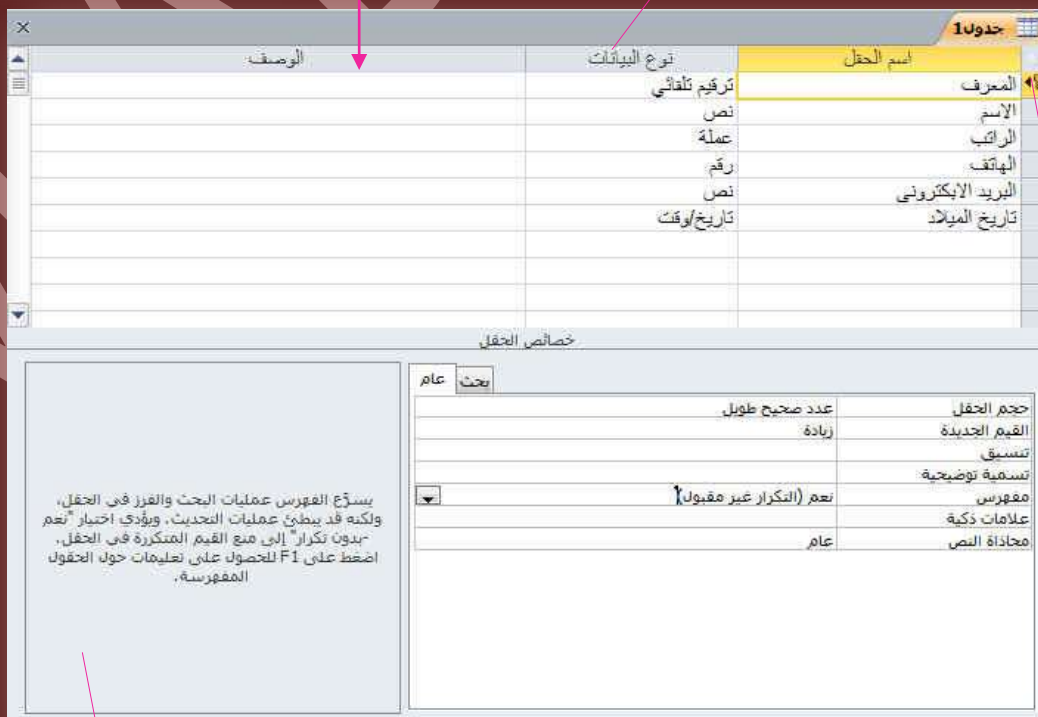 جدول1
اسم الحقل نوع البيانات الوصف
المعرف ترقيم تلقائي
الاسم نص
الراتب عملة
الهاتف رقم
البريد الابكترونى نص
تاريخ الميلاد تاريخ/وقت
خصائص الحقل
عام بحث
حجم الحقل عدد صحيح طويل
القيم الجديدة زيادة
تنسيق
تسمية توضيحية
مفهرس نعم (التكرار غير مقبول)
علامات ذكية
محاذاة النص عام
يسرّع الفهرس عمليات البحث والفرز في الحقل،
ولكنه قد يبطئ عمليات التحديث. ويؤدي اختيار "نعم
-بدون تكرار" إلى منع القيم المتكررة في الحقل.
اضغط على F1 للحصول على تعليمات حول الحقول
المفهرسة.